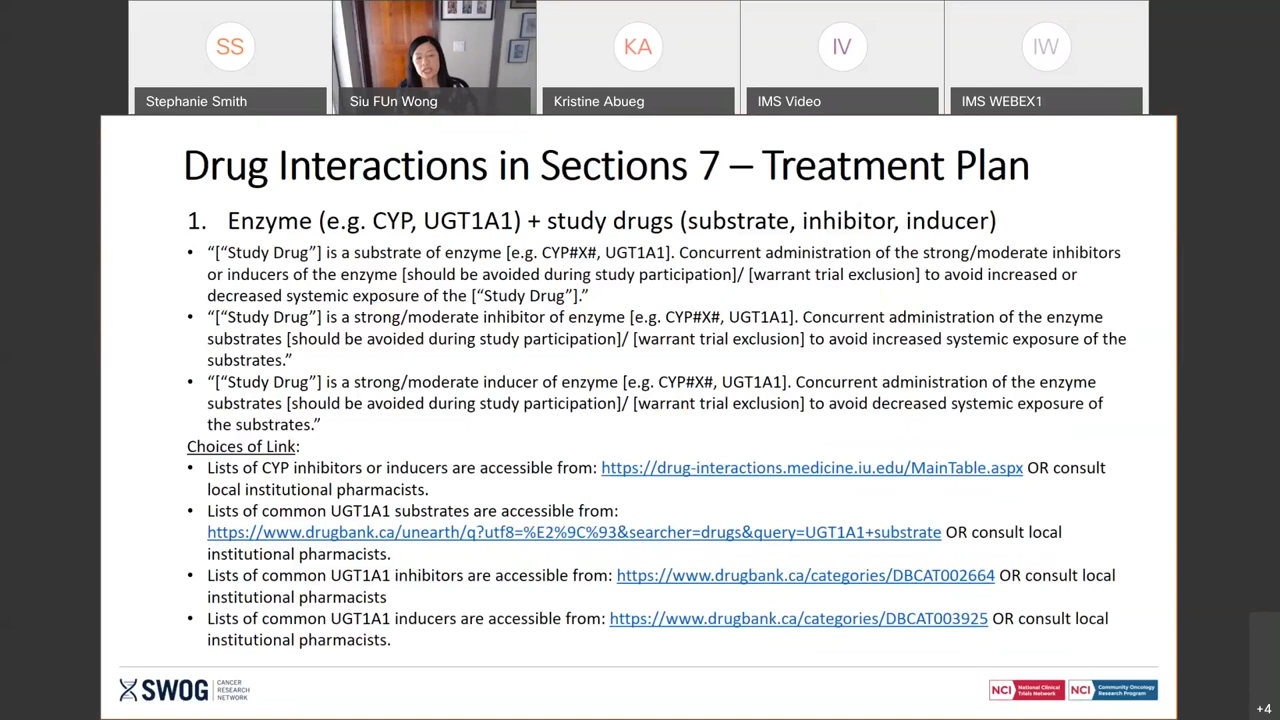 SS
KA
IV
IW
Stephanie Smith
Siu FUn Wong
Kristine Abueg
IMS Video
IMS WEBEX1
Drug Interactions in Sections 7 – Treatment Plan
1. Enzyme (e.g. CYP, UGT1A1) + study drugs (substrate, inhibitor, inducer)
• “[“Study Drug”] is a substrate of enzyme [e.g. CYP#X#, UGT1A1]. Concurrent administration of the strong/moderate inhibitors
or inducers of the enzyme [should be avoided during study participation]/ [warrant trial exclusion] to avoid increased or
decreased systemic exposure of the [“Study Drug”].”
• “[“Study Drug”] is a strong/moderate inhibitor of enzyme [e.g. CYP#X#, UGT1A1]. Concurrent administration of the enzyme
substrates [should be avoided during study participation]/ [warrant trial exclusion] to avoid increased systemic exposure of the
substrates.”
• “[“Study Drug”] is a strong/moderate inducer of enzyme [e.g. CYP#X#, UGT1A1]. Concurrent administration of the enzyme
substrates [should be avoided during study participation]/ [warrant trial exclusion] to avoid decreased systemic exposure of
the substrates.”
Choices of Link:
• Lists of CYP inhibitors or inducers are accessible from: https://drug-interactions.medicine.iu.edu/MainTable.aspx OR consult
local institutional pharmacists.
• Lists of common UGT1A1 substrates are accessible from:
https://www.drugbank.ca/unearth/q?utf8=%E2%9C%93&searcher=drugs&query=UGT1A1+substrate OR consult local
institutional pharmacists.
• Lists of common UGT1A1 inhibitors are accessible from: https://www.drugbank.ca/categories/DBCAT002664 OR consult local
institutional pharmacists
• Lists of common UGT1A1 inducers are accessible from: https://www.drugbank.ca/categories/DBCAT003925 OR consult local
institutional pharmacists.
SWOG
CANCER
RESEARCH
NETWORK
NCI National Clinical
Trials Network
NCI Community Oncology
Research Program
+4